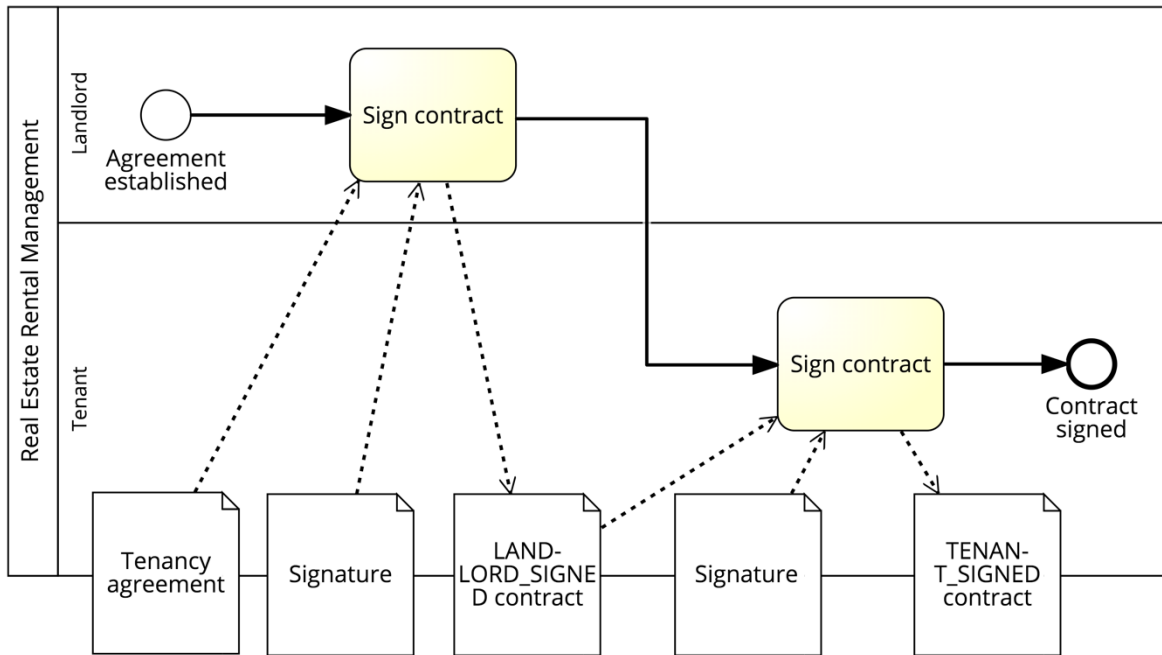 Real Estate Rental Management
Landlord
Agreement
established
Sign contract
Tenant
Sign contract
Contract
signed
Tenancy
agreement
Signature
LAND-
LORD_SIGNE
D contract
Signature
TENAN-
T_SIGNED
contract